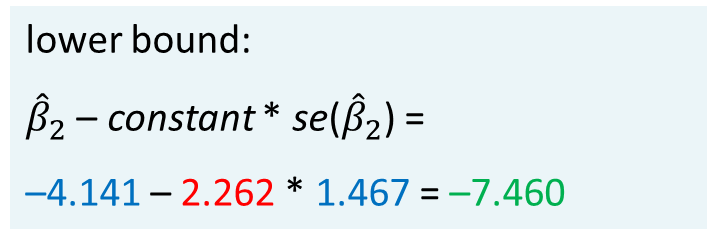 lower bound:
β̂₂ – constant * se(β̂₂) =
–4.141 – 2.262 * 1.467 = –7.460